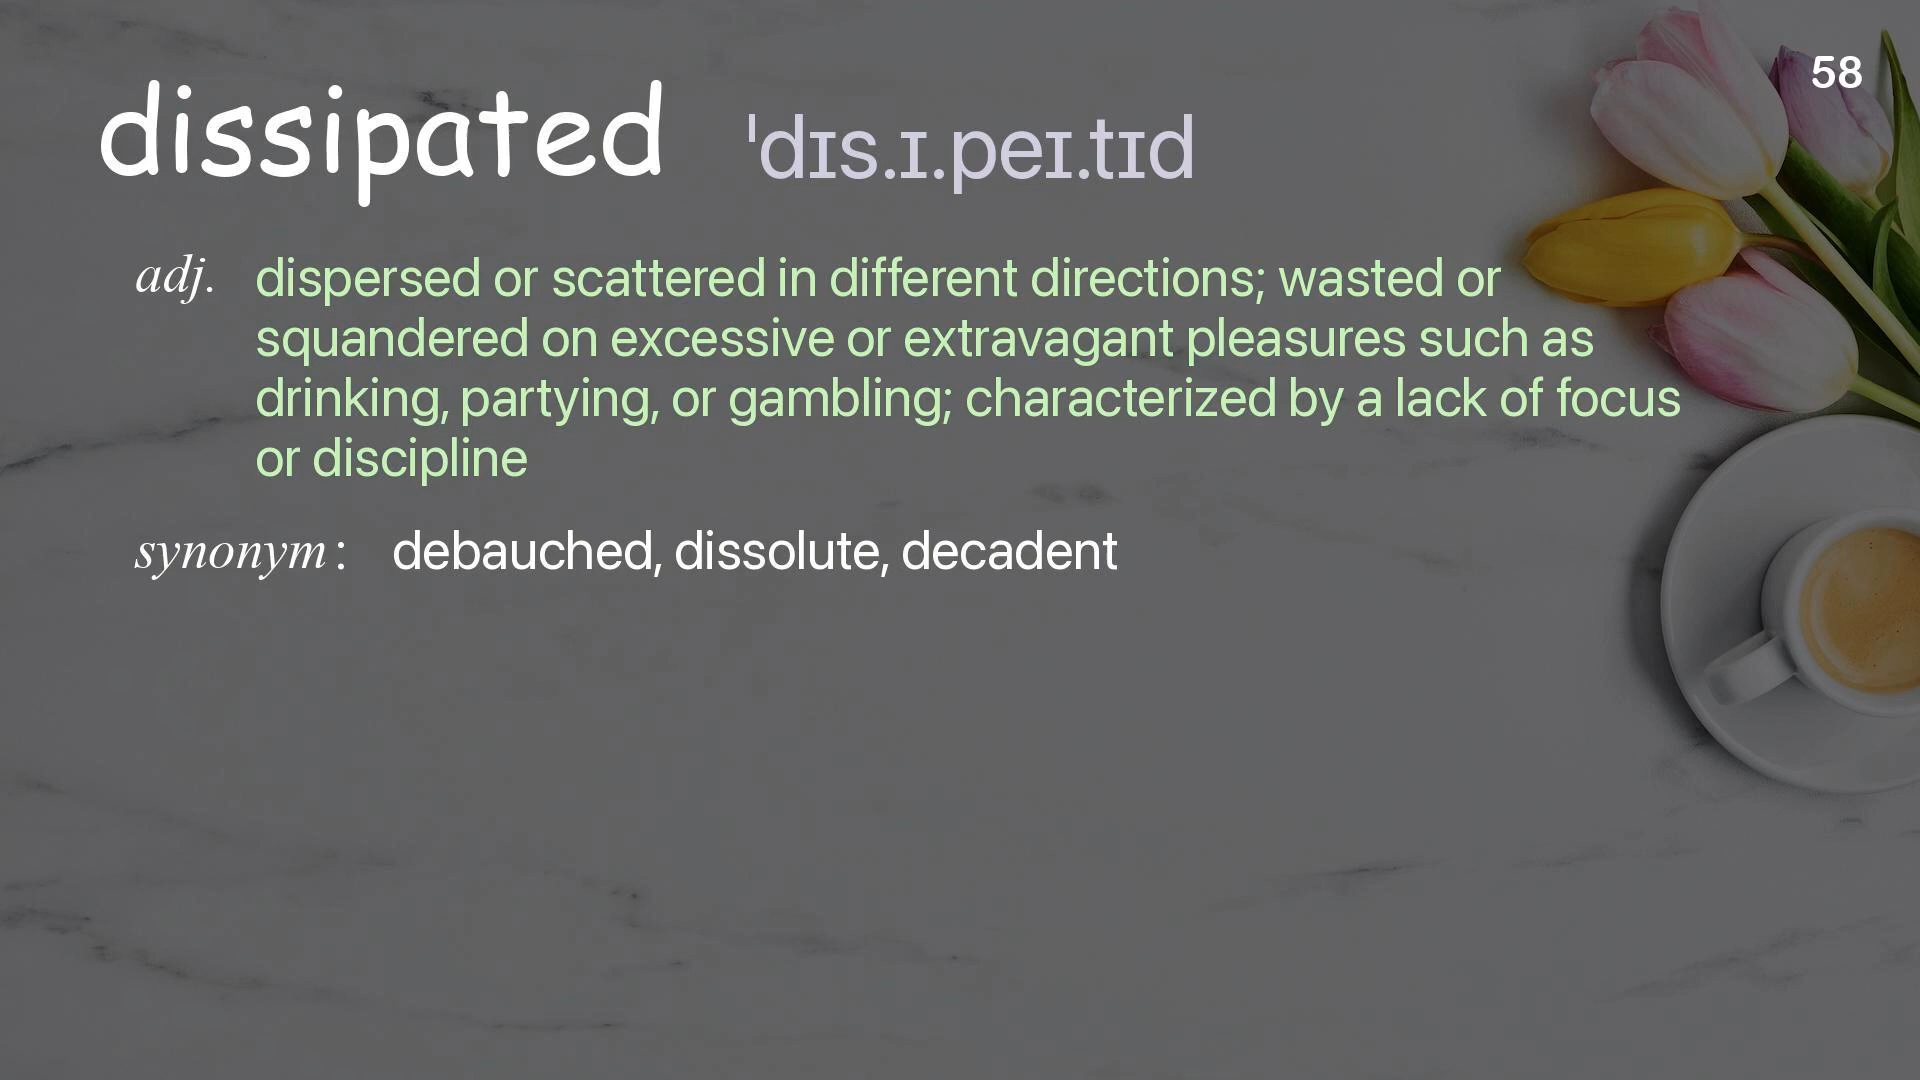 58
dissipated ˈdɪs.ɪ.peɪ.tɪd
adj. dispersed or scattered in different directions; wasted or
squandered on excessive or extravagant pleasures such as
drinking, partying, or gambling; characterized by a lack of focus
or discipline
synonym : debauched, dissolute, decadent